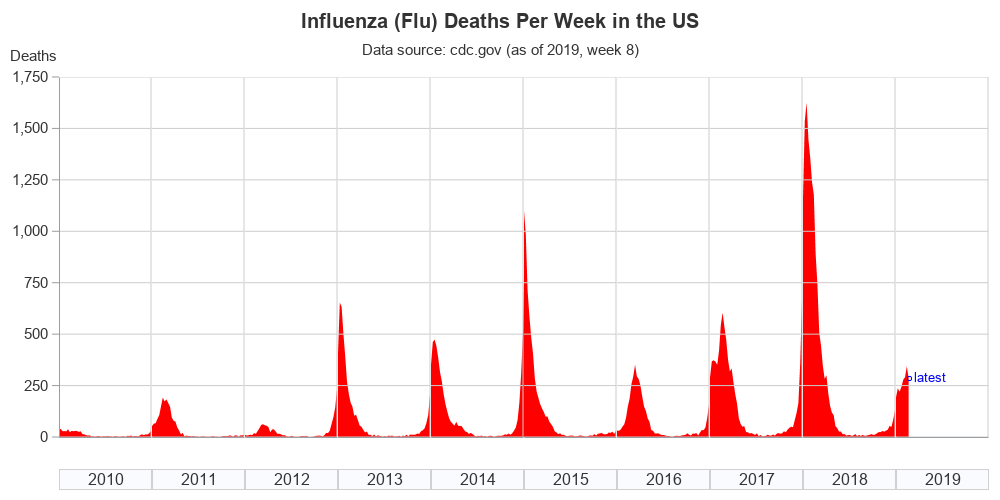 Influenza (Flu) Deaths Per Week in the US
Data source: cdc.gov (as of 2019, week 8)
Deaths
1,750
1,500
1,250
1,000
750
500
250
0
latest
2010 2011 2012 2013 2014 2015 2016 2017 2018 2019